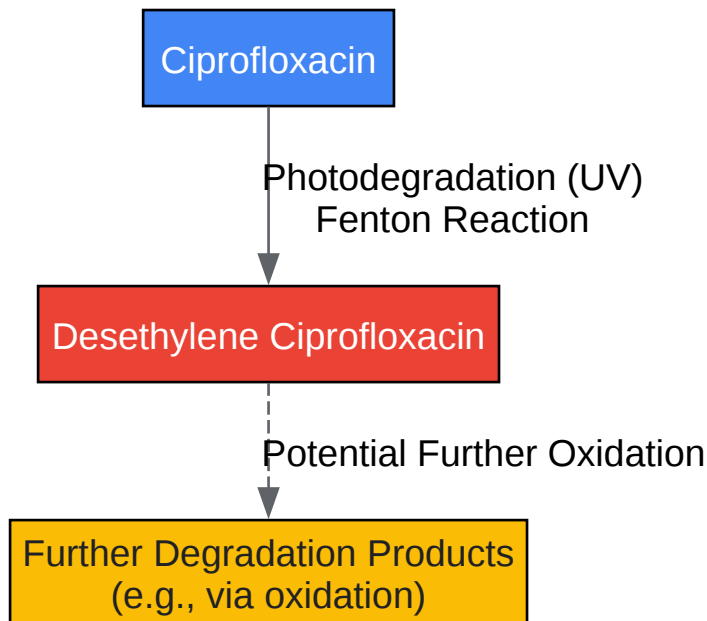 Ciprofloxacin
Photodegradation (UV)
Fenton Reaction
Desethylene Ciprofloxacin
Potential Further Oxidation
Further Degradation Products
(e.g., via oxidation)